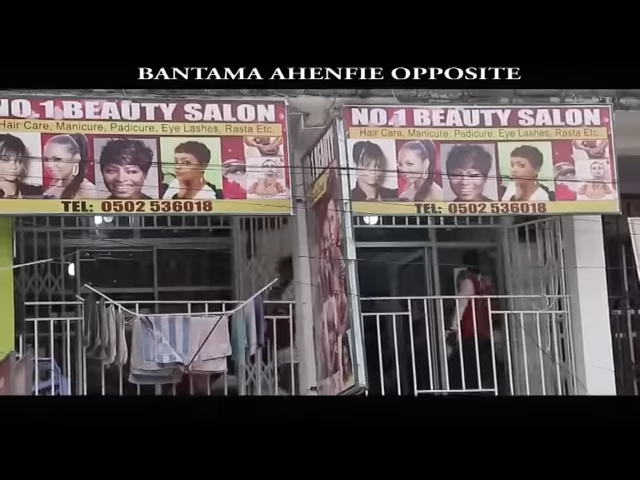 BANTAMA AHENFIE OPPOSITE
NO.1 BEAUTY SALON
Hair Care, Manicure, Padicure, Eye Lashes, Rasta Etc.
TEL: 0502 536018
NO.1 BEAUTY SALON
Hair Care, Manicure, Padicure, Eye Lashes, Rasta Etc.
TEL: 0502 536018